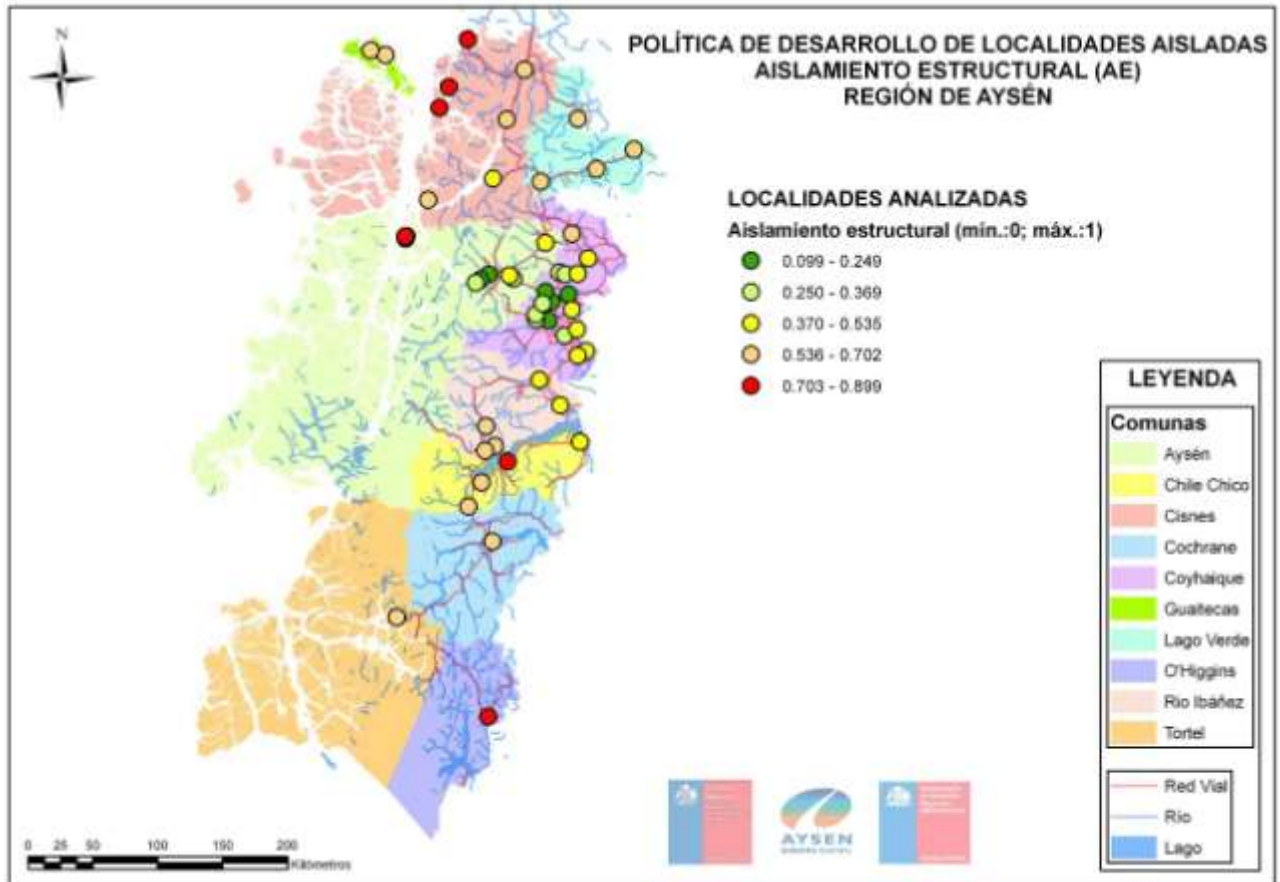 N
POLÍTICA DE DESARROLLO DE LOCALIDADES AISLADAS
AISLAMIENTO ESTRUCTURAL (AE)
REGIÓN DE AYSÉN
LOCALIDADES ANALIZADAS
Aislamiento estructural (mín.:0; máx.:1)
0.099 - 0.249
0.250 - 0.369
0.370 - 0.535
0.536 - 0.702
0.703 - 0.899
LEYENDA
Comunas
Aysén
Chile Chico
Cisnes
Cochrane
Coyhaique
Guaitecas
Lago Verde
O'Higgins
Rio Ibáñez
Tortel
Red Vial
Río
Lago
0 25 50 100 150 200
Kilómetros
AYSEN